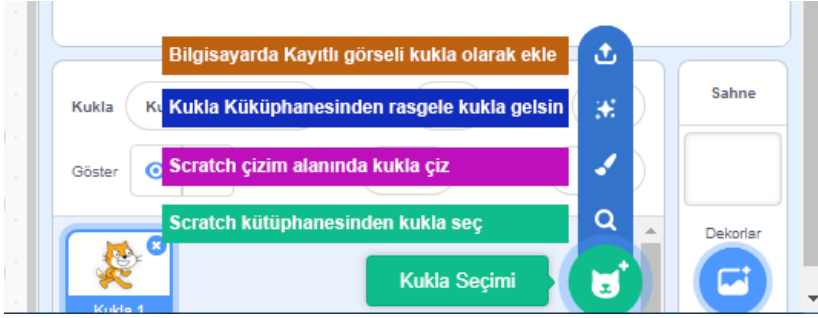 Bilgisayarda Kayıtlı görseli kukla olarak ekle
Kukla
Ku
Kukla Küküphanesinden rasgele kukla gelsin
Sahne
Göster
Scratch çizim alanında kukla çiz
Scratch kütüphanesinden kukla seç
Dekorlar
Kukla Seçimi
Kukla 1